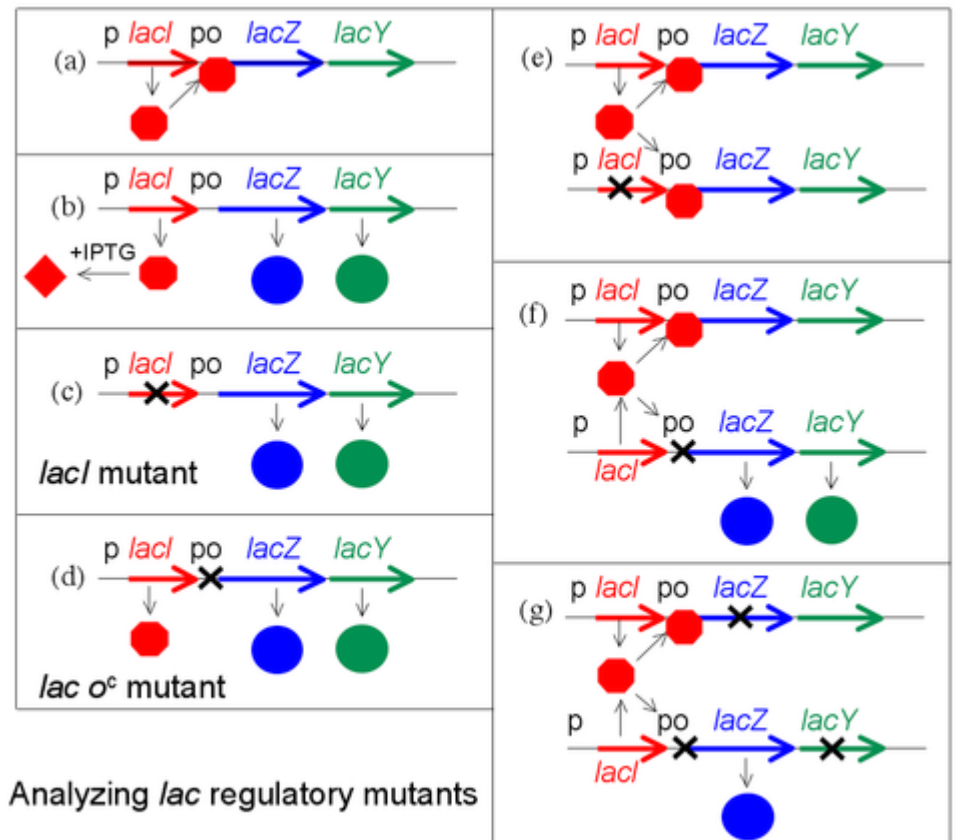 p lacI po lacZ lacY
(a)
p lacI po lacZ lacY
(b)
+IPTG
p lacI po lacZ lacY
(c)
lacI mutant
p lacI po lacZ lacY
(d)
lac oᶜ mutant
Analyzing lac regulatory mutants
p lacI po lacZ lacY
(e)
p lacI po lacZ lacY
p lacI po lacZ lacY
(f)
p po lacZ lacY
lacI
p lacI po lacZ lacY
(g)
p po lacZ lacY
lacI